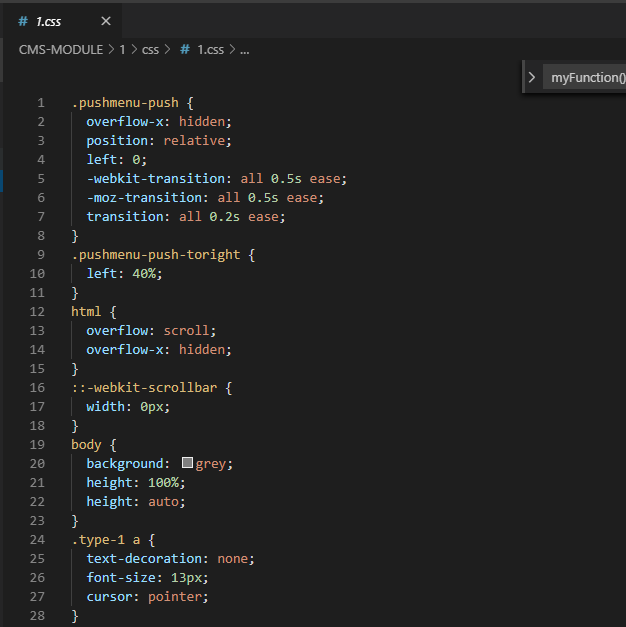 # 1.css ×
CMS-MODULE > 1 > css > # 1.css > ...
> myFunction()
1 .pushmenu-push {
2 overflow-x: hidden;
3 position: relative;
4 left: 0;
5 -webkit-transition: all 0.5s ease;
6 -moz-transition: all 0.5s ease;
7 transition: all 0.2s ease;
8 }
9 .pushmenu-push-toright {
10 left: 40%;
11 }
12 html {
13 overflow: scroll;
14 overflow-x: hidden;
15 }
16 ::-webkit-scrollbar {
17 width: 0px;
18 }
19 body {
20 background: grey;
21 height: 100%;
22 height: auto;
23 }
24 .type-1 a {
25 text-decoration: none;
26 font-size: 13px;
27 cursor: pointer;
28 }